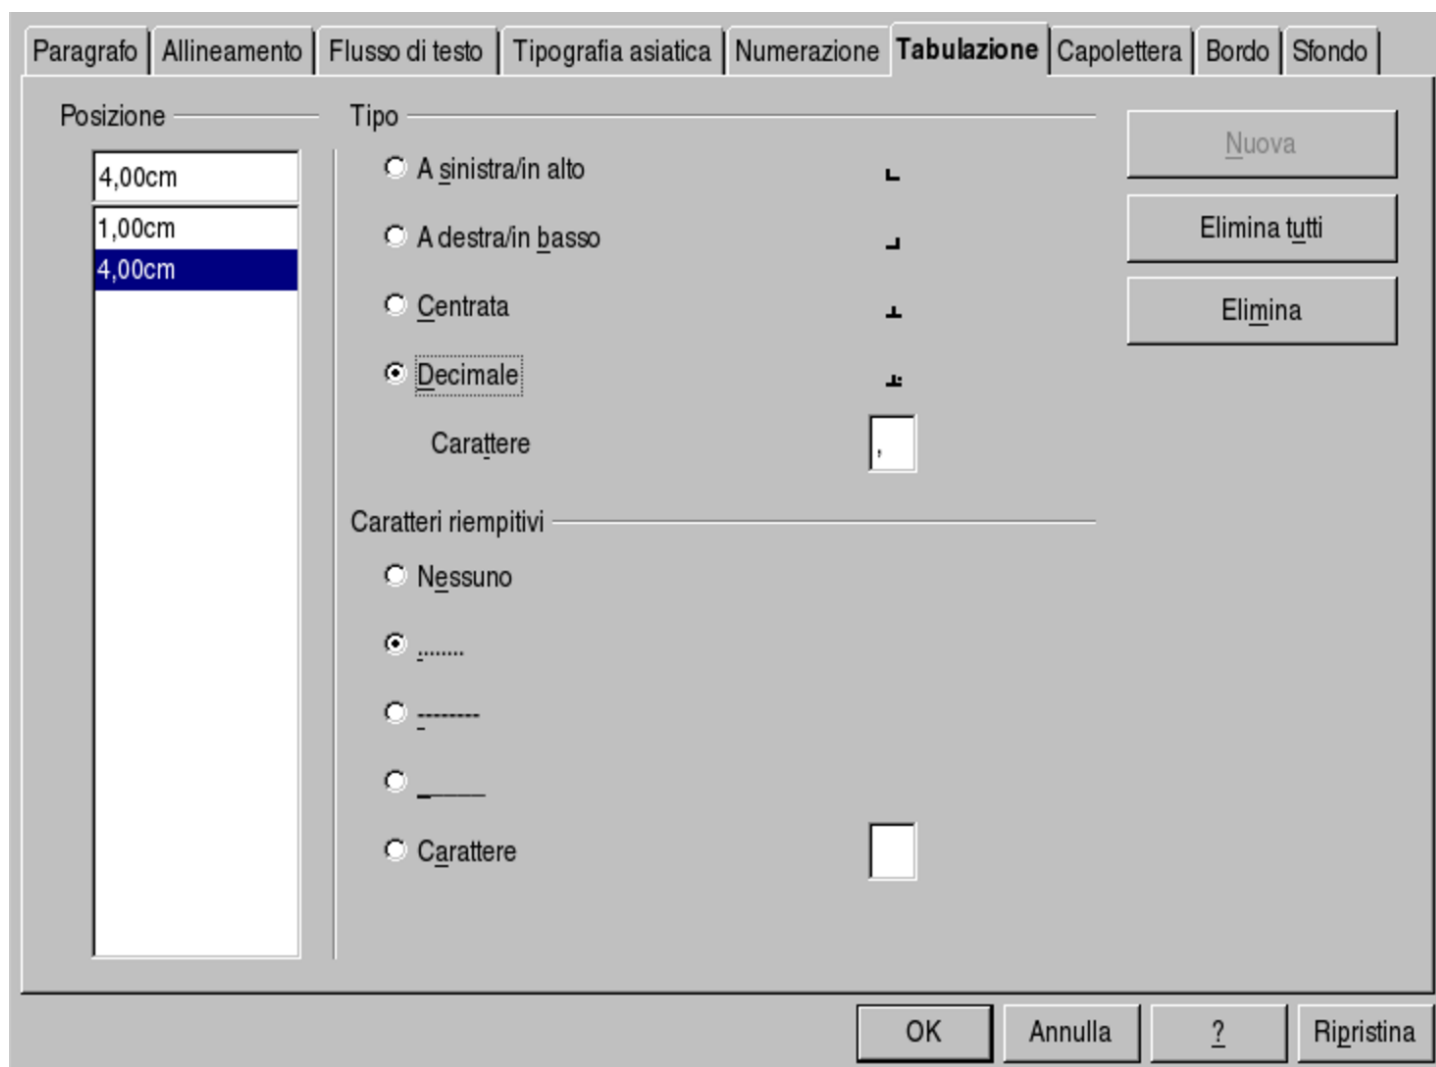 Paragrafo Allineamento Flusso di testo Tipografia asiatica Numerazione Tabulazione Capolettera Bordo Sfondo
Posizione
4,00cm
1,00cm
4,00cm
Tipo
A sinistra/in alto
A destra/in basso
Centrata
Decimale
Carattere ,
Caratteri riempitivi
Nessuno
........
--------
______
Carattere
Nuova
Elimina tutti
Elimina
OK Annulla ? Ripristina